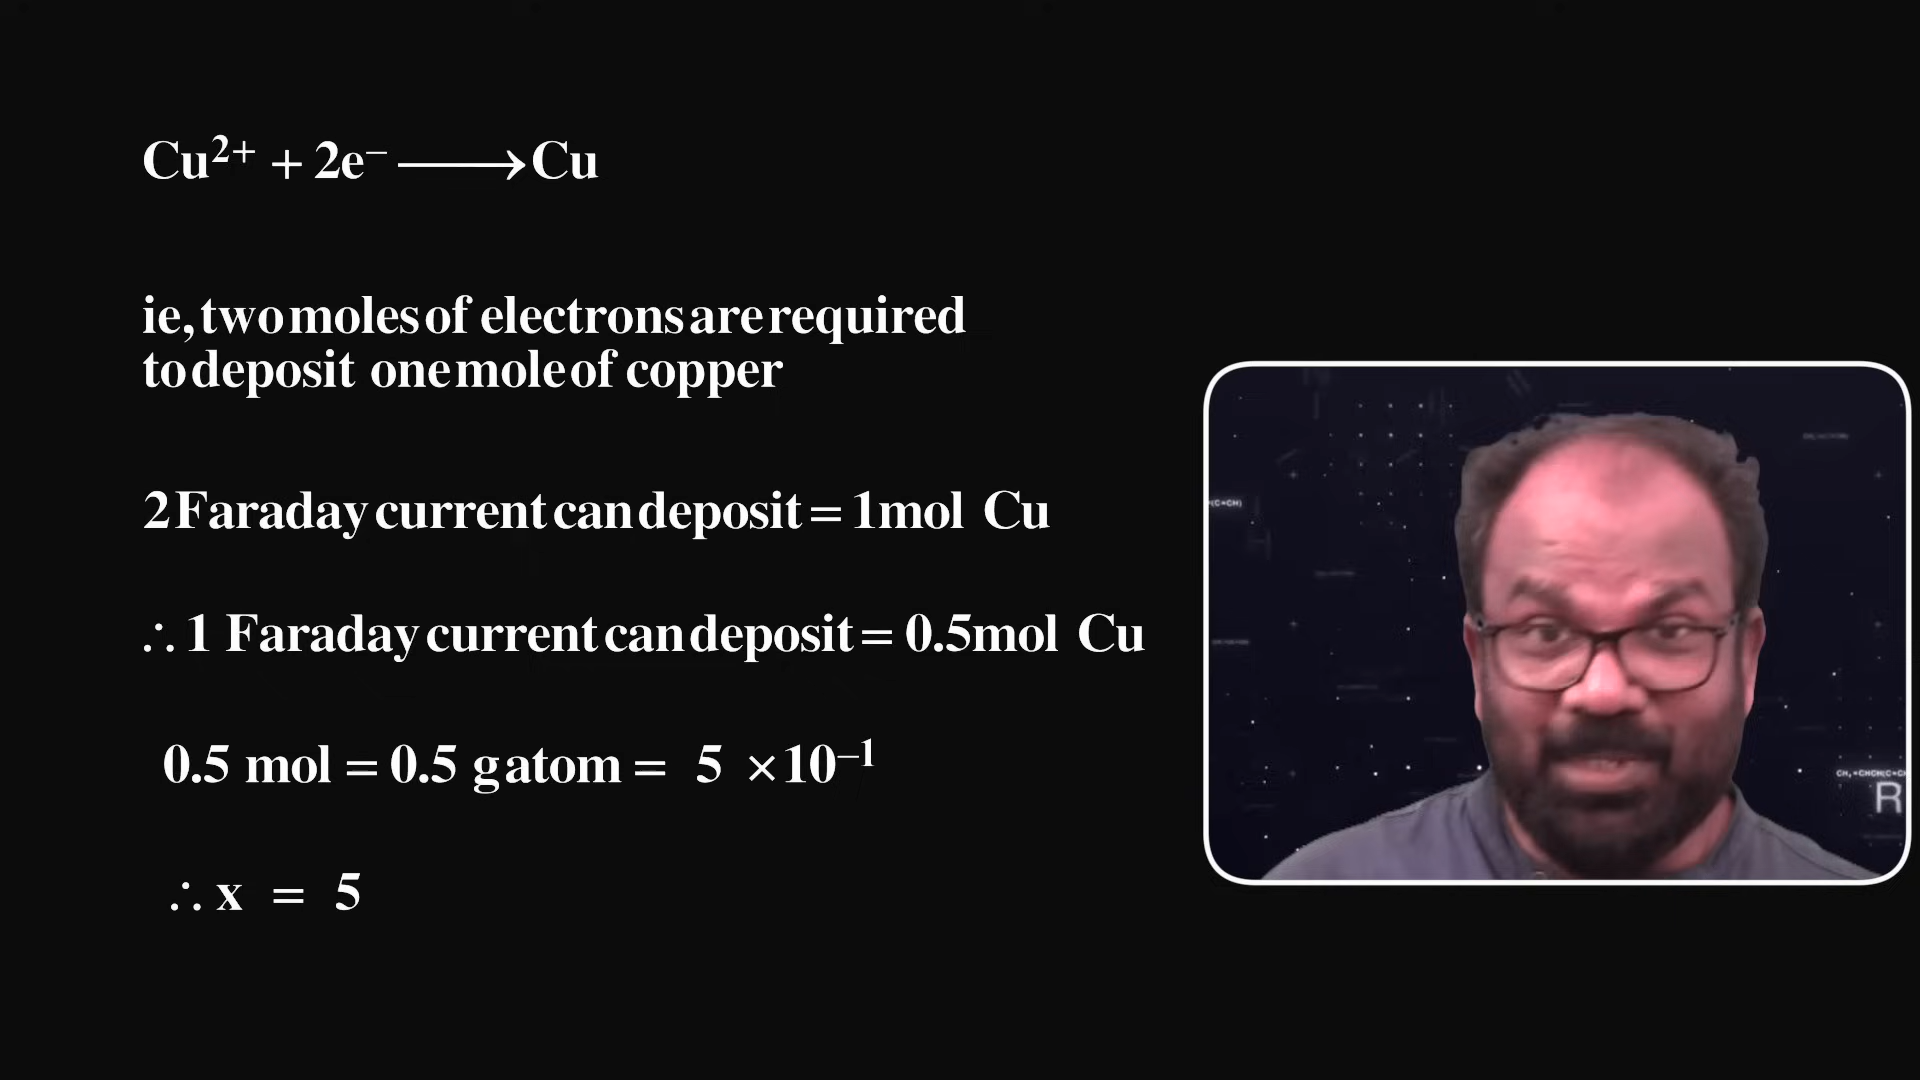 Cu²⁺ + 2e⁻ ⟶ Cu
ie, two moles of electrons are required
to deposit one mole of copper
2 Faraday current can deposit = 1mol Cu
∴ 1 Faraday current can deposit = 0.5mol Cu
0.5 mol = 0.5 g atom = 5 ×10⁻¹
∴ x = 5
R